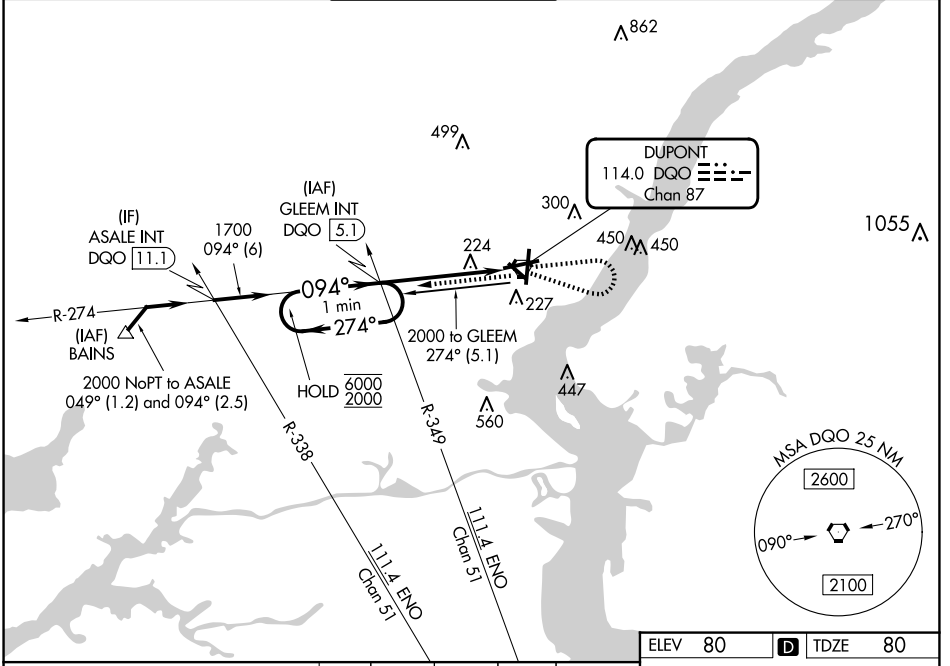 862
499
DUPONT
114.0 DQO
Chan 87
(IAF)
GLEEM INT
DQO 5.1
(IF)
ASALE INT
DQO 11.1
1700
094° (6)
300
450
450
1055
224
227
R-274
094°
1 min
274°
(IAF)
BAINS
2000 NoPT to ASALE
049° (1.2) and 094° (2.5)
HOLD 6000
2000
2000 to GLEEM
274° (5.1)
447
560
R-338
R-349
111.4 ENO
Chan 51
111.4 ENO
Chan 51
MSA DQO 25 NM
2600
090°
270°
2100
ELEV 80
D
TDZE 80